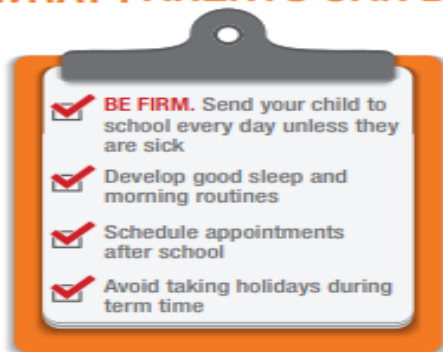 BE FIRM. Send your child to
school every day unless they
are sick
Develop good sleep and
morning routines
Schedule appointments
after school
Avoid taking holidays during
term time